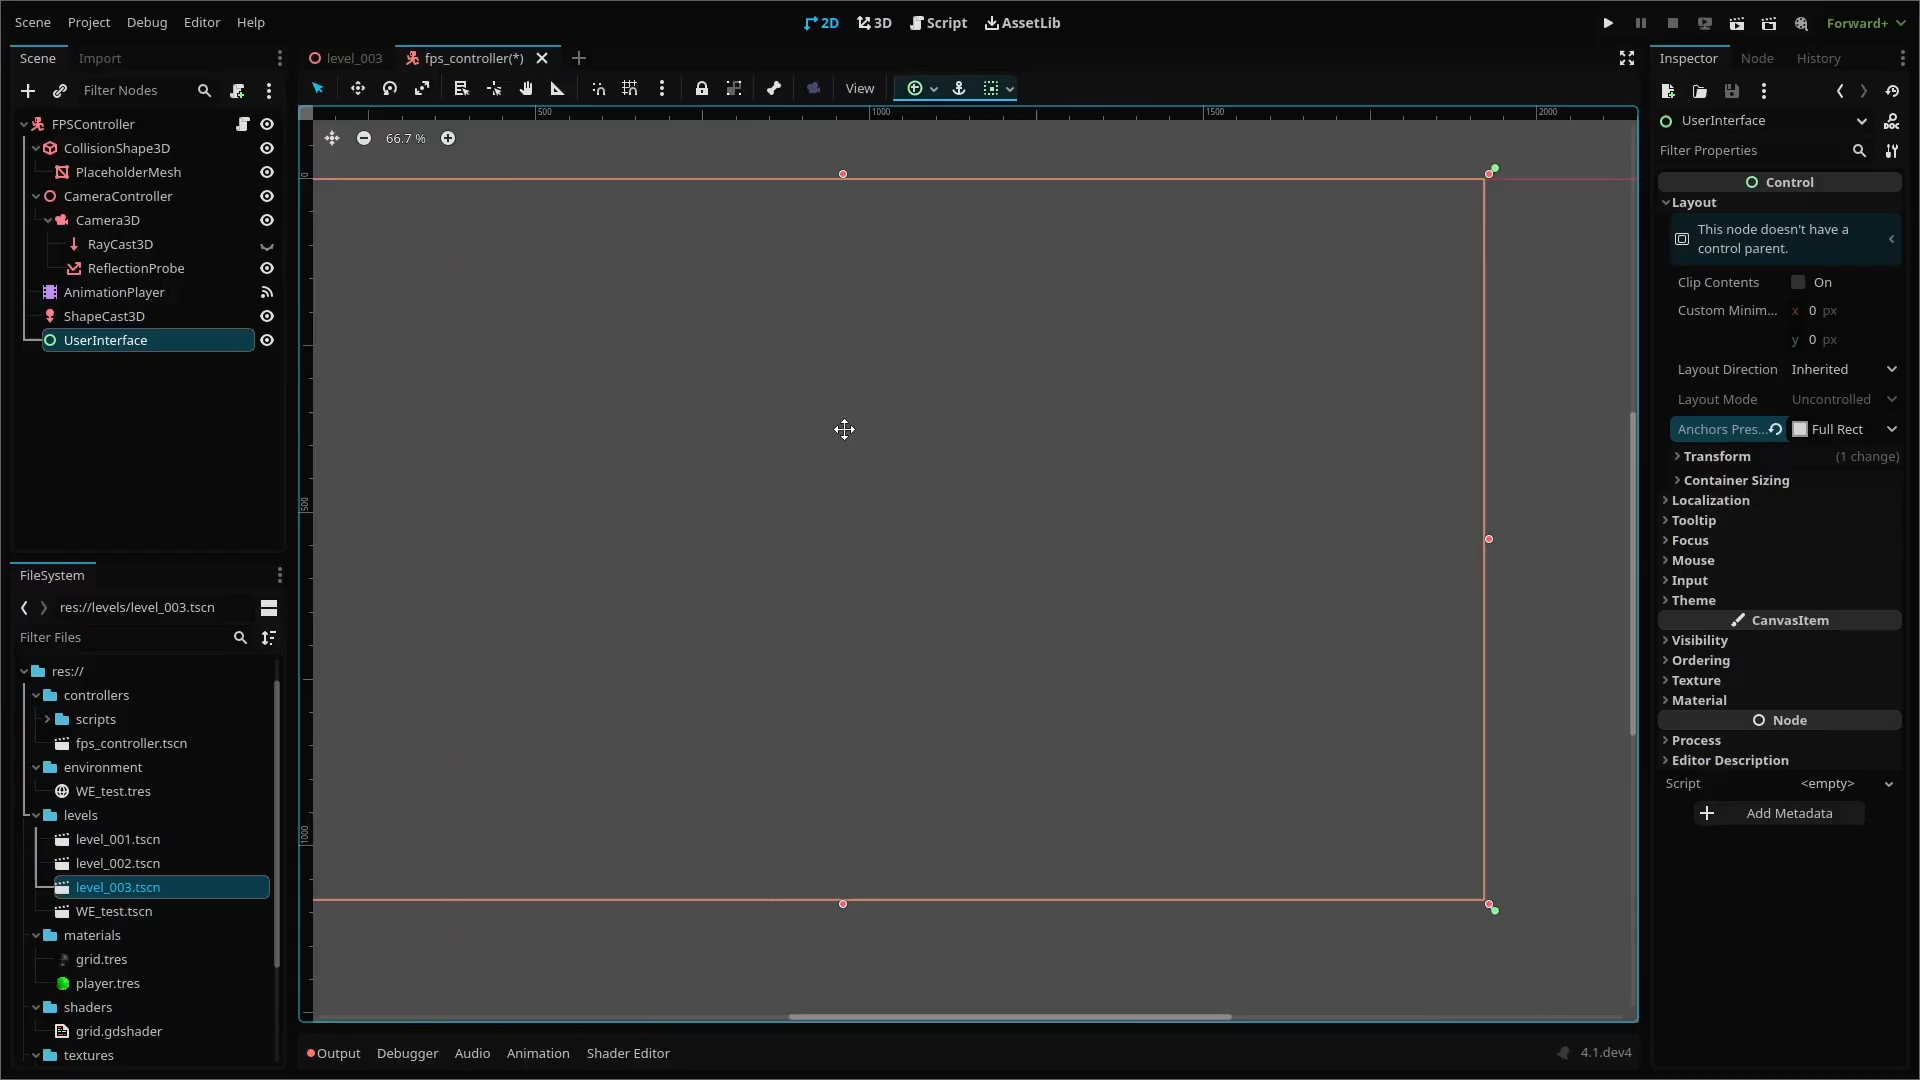 Scene Project Debug Editor Help
2D 3D Script AssetLib
Forward+
Scene Import
Filter Nodes
FPSController
CollisionShape3D
PlaceholderMesh
CameraController
Camera3D
RayCast3D
ReflectionProbe
AnimationPlayer
ShapeCast3D
UserInterface
FileSystem
res://levels/level_003.tscn
Filter Files
res://
controllers
scripts
fps_controller.tscn
environment
WE_test.tres
levels
level_001.tscn
level_002.tscn
level_003.tscn
WE_test.tscn
materials
grid.tres
player.tres
shaders
grid.gdshader
textures
level_003 fps_controller(*)
View
500 1000 1500 2000
66.7 %
0
500
1000
Output Debugger Audio Animation Shader Editor
4.1.dev4
Inspector Node History
UserInterface
Filter Properties
Control
Layout
This node doesn't have a
control parent.
Clip Contents On
Custom Minim... x 0 px
y 0 px
Layout Direction Inherited
Layout Mode Uncontrolled
Anchors Pres... Full Rect
Transform (1 change)
Container Sizing
Localization
Tooltip
Focus
Mouse
Input
Theme
CanvasItem
Visibility
Ordering
Texture
Material
Node
Process
Editor Description
Script <empty>
Add Metadata